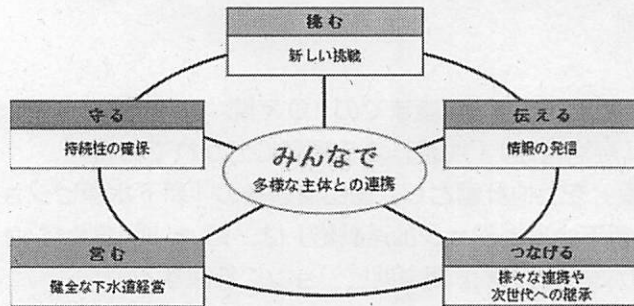 挑む
新しい挑戦
守る
持続性の確保
伝える
情報の発信
みんなで
多様な主体との連携
営む
健全な下水道経営
つなげる
様々な連携や
次世代への継承